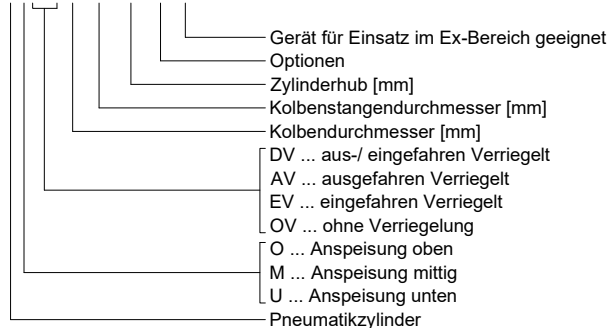 Gerät für Einsatz im Ex-Bereich geeignet
Optionen
Zylinderhub [mm]
Kolbenstangendurchmesser [mm]
Kolbendurchmesser [mm]
DV ... aus-/ eingefahren Verriegelt
AV ... ausgefahren Verriegelt
EV ... eingefahren Verriegelt
OV ... ohne Verriegelung
O ... Anspeisung oben
M ... Anspeisung mittig
U ... Anspeisung unten
Pneumatikzylinder